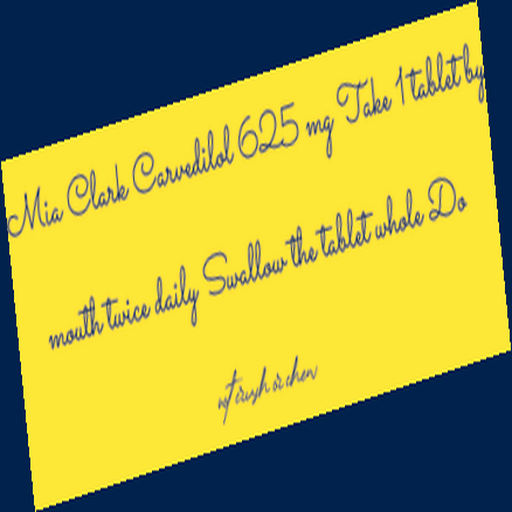 Mia Clark Carvedilol 625 mg Take 1 tablet by
mouth twice daily Swallow the tablet whole Do
not crush or chew